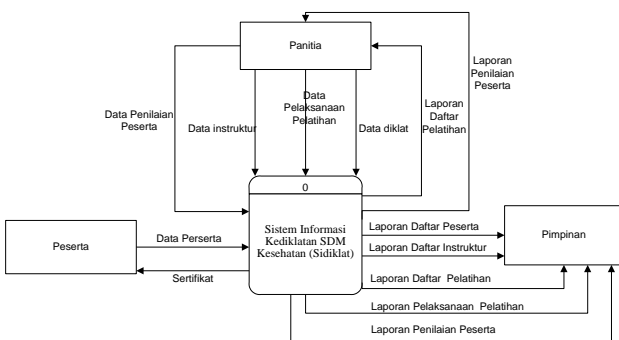 Panitia
Laporan
Penilaian
Peserta
Data Penilaian
Peserta
Data instruktur
Data
Pelaksanaan
Pelatihan
Data diklat
Laporan
Daftar
Pelatihan
0
Sistem Informasi
Kediklatan SDM
Kesehatan (Sidiklat)
Peserta
Data Perserta
Sertifikat
Laporan Daftar Peserta
Laporan Daftar Instruktur
Laporan Daftar Pelatihan
Laporan Pelaksanaan Pelatihan
Laporan Penilaian Peserta
Pimpinan